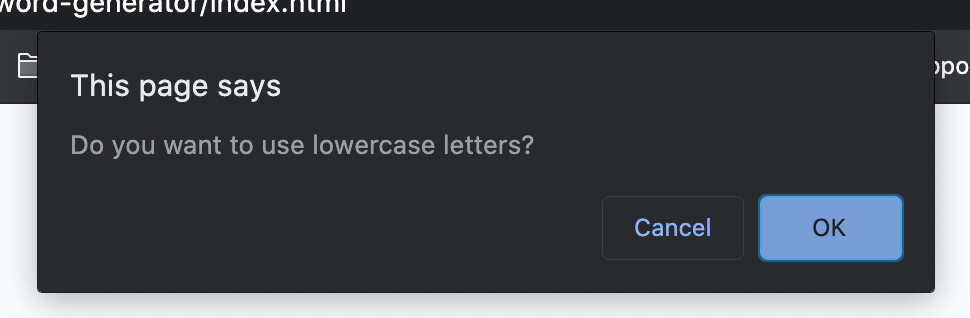 word-generator/index.html
This page says
Do you want to use lowercase letters?
Cancel
OK